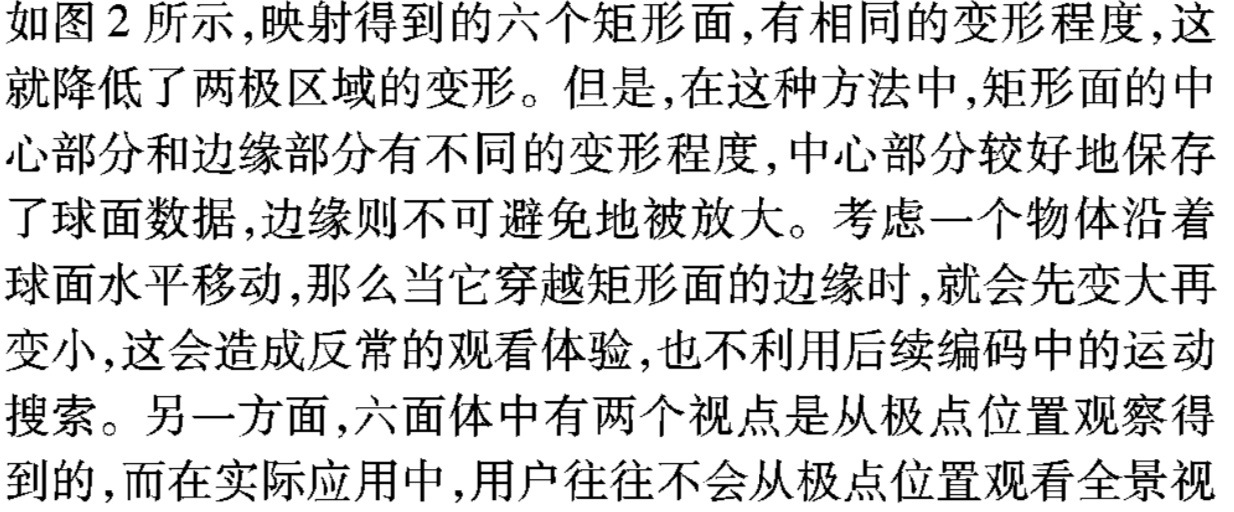 如图2所示,映射得到的六个矩形面,有相同的变形程度,这
就降低了两极区域的变形。但是,在这种方法中,矩形面的中
心部分和边缘部分有不同的变形程度,中心部分较好地保存
了球面数据,边缘则不可避免地被放大。考虑一个物体沿着
球面水平移动,那么当它穿越矩形面的边缘时,就会先变大再
变小,这会造成反常的观看体验,也不利用后续编码中的运动
搜索。另一方面,六面体中有两个视点是从极点位置观察得
到的,而在实际应用中,用户往往不会从极点位置观看全景视